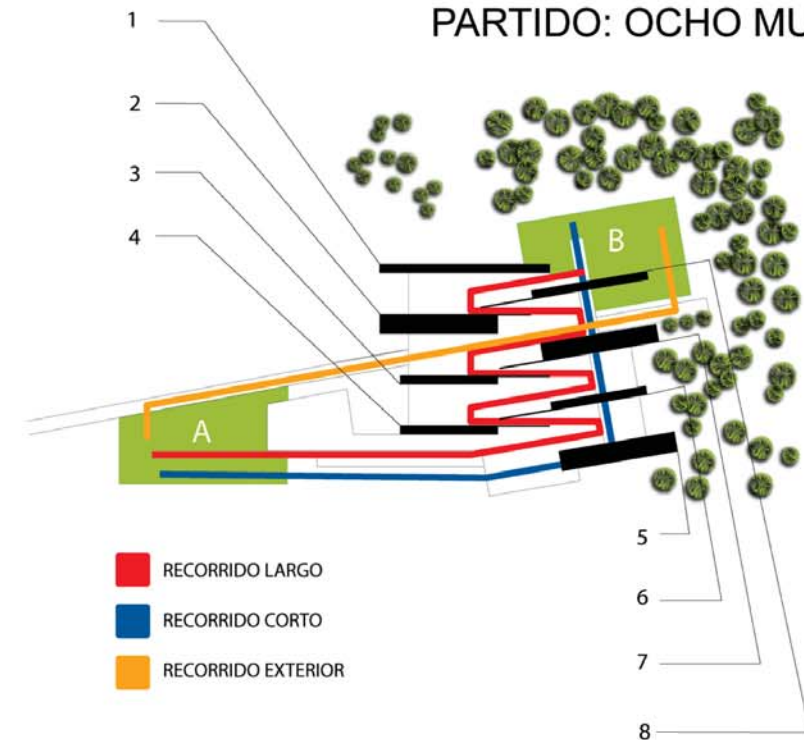 PARTIDO: OCHO MU
1
2
3
4
B
A
5
6
7
8
RECORRIDO LARGO
RECORRIDO CORTO
RECORRIDO EXTERIOR